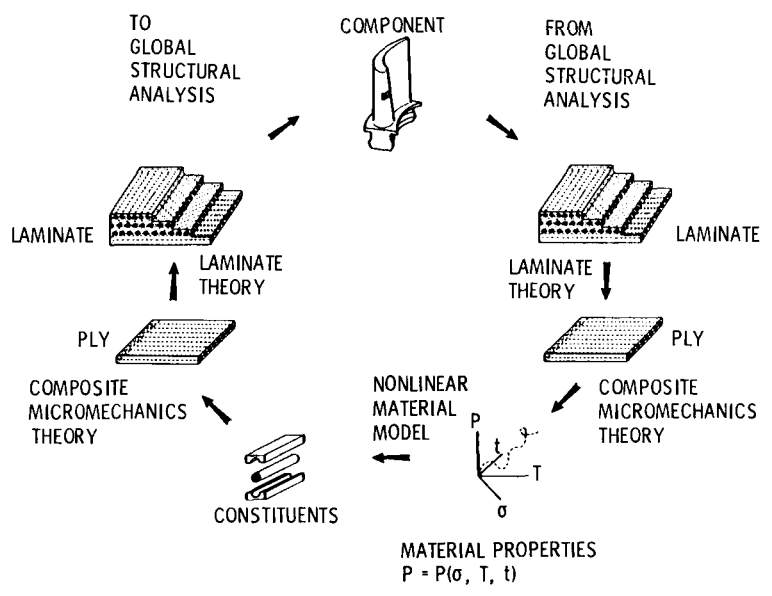 TO
GLOBAL
STRUCTURAL
ANALYSIS
COMPONENT
FROM
GLOBAL
STRUCTURAL
ANALYSIS
LAMINATE
LAMINATE
THEORY
LAMINATE
THEORY
LAMINATE
PLY
PLY
COMPOSITE
MICROMECHANICS
THEORY
NONLINEAR
MATERIAL
MODEL
COMPOSITE
MICROMECHANICS
THEORY
P
t
T
σ
CONSTITUENTS
MATERIAL PROPERTIES
P = P(σ, T, t)